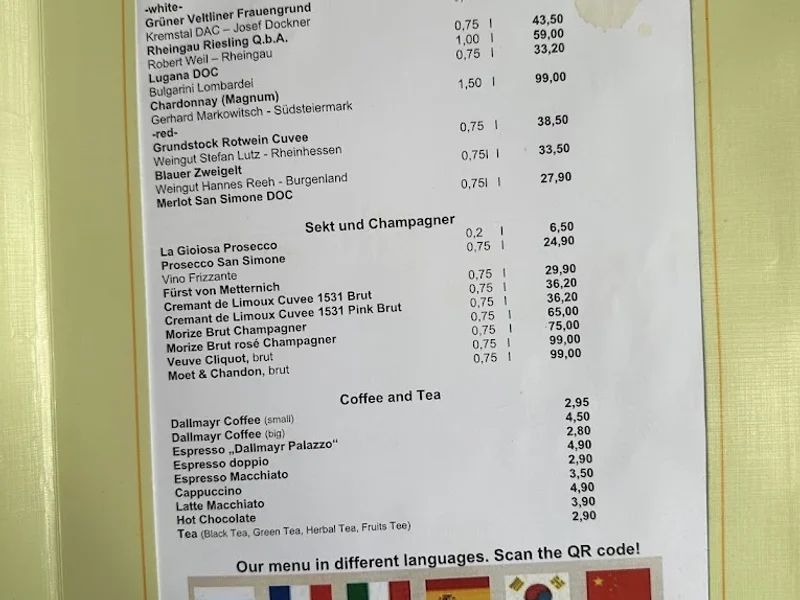 -white-
Grüner Veltliner Frauengrund
Kremstal DAC – Josef Dockner
Rheingau Riesling Q.b.A. 0,75 l 43,50
Robert Weil – Rheingau 1,00 l 59,00
Lugana DOC 0,75 l 33,20
Bulgarini Lombardei
Chardonnay (Magnum) 1,50 l 99,00
Gerhard Markowitsch - Südsteiermark
-red-
Grundstock Rotwein Cuvee 0,75 l 38,50
Weingut Stefan Lutz - Rheinhessen
Blauer Zweigelt 0,75l l 33,50
Weingut Hannes Reeh - Burgenland
Merlot San Simone DOC 0,75l l 27,90
Sekt und Champagner
La Gioiosa Prosecco 0,2 l 6,50
Prosecco San Simone 0,75 l 24,90
Vino Frizzante
Fürst von Metternich 0,75 l 29,90
Cremant de Limoux Cuvee 1531 Brut 0,75 l 36,20
Cremant de Limoux Cuvee 1531 Pink Brut 0,75 l 36,20
Morize Brut Champagner 0,75 l 65,00
Morize Brut rosé Champagner 0,75 l 75,00
Veuve Cliquot, brut 0,75 l 99,00
Moet & Chandon, brut 0,75 l 99,00
Coffee and Tea
Dallmayr Coffee (small) 2,95
Dallmayr Coffee (big) 4,50
Espresso „Dallmayr Palazzo“ 2,80
Espresso doppio 4,90
Espresso Macchiato 2,90
Cappuccino 3,50
Latte Macchiato 4,90
Hot Chocolate 3,90
Tea (Black Tea, Green Tea, Herbal Tea, Fruits Tee) 2,90
Our menu in different languages. Scan the QR code!